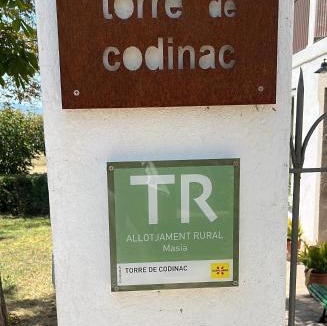 torre de
codinac
TR
ALLOTJAMENT RURAL
Masia
TORRE DE CODINAC